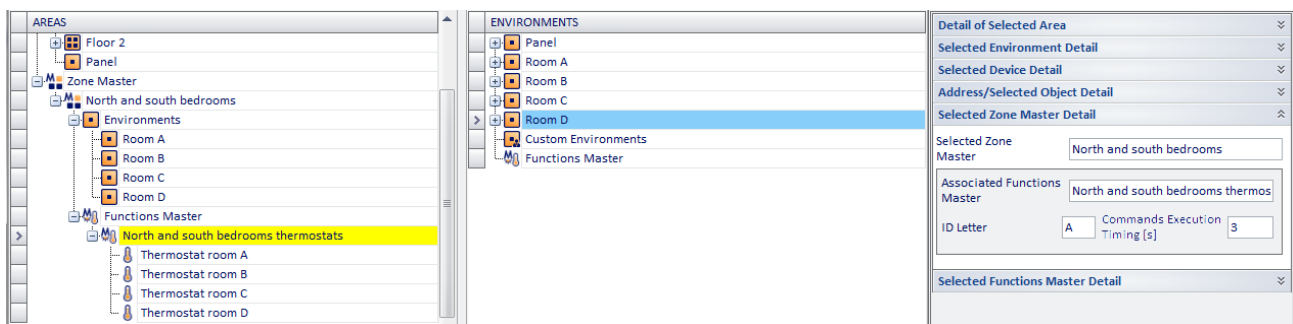 AREAS
Floor 2
Panel
Zone Master
North and south bedrooms
Environments
Room A
Room B
Room C
Room D
Functions Master
North and south bedrooms thermostats
Thermostat room A
Thermostat room B
Thermostat room C
Thermostat room D
ENVIRONMENTS
Panel
Room A
Room B
Room C
Room D
Custom Environments
Functions Master
Detail of Selected Area
Selected Environment Detail
Selected Device Detail
Address/Selected Object Detail
Selected Zone Master Detail
Selected Zone
Master
North and south bedrooms
Associated Functions
Master
North and south bedrooms thermos
ID Letter
A
Commands Execution
Timing [s]
3
Selected Functions Master Detail